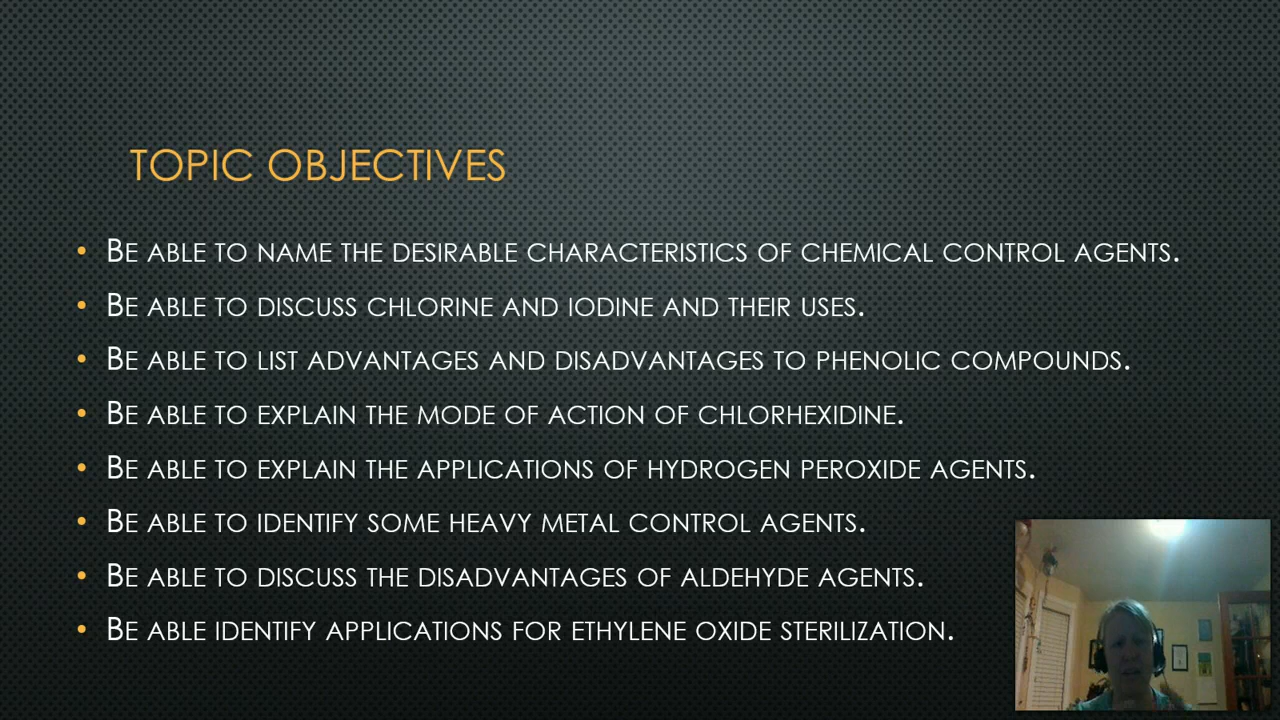 TOPIC OBJECTIVES
• BE ABLE TO NAME THE DESIRABLE CHARACTERISTICS OF CHEMICAL CONTROL AGENTS.
• BE ABLE TO DISCUSS CHLORINE AND IODINE AND THEIR USES.
• BE ABLE TO LIST ADVANTAGES AND DISADVANTAGES TO PHENOLIC COMPOUNDS.
• BE ABLE TO EXPLAIN THE MODE OF ACTION OF CHLORHEXIDINE.
• BE ABLE TO EXPLAIN THE APPLICATIONS OF HYDROGEN PEROXIDE AGENTS.
• BE ABLE TO IDENTIFY SOME HEAVY METAL CONTROL AGENTS.
• BE ABLE TO DISCUSS THE DISADVANTAGES OF ALDEHYDE AGENTS.
• BE ABLE IDENTIFY APPLICATIONS FOR ETHYLENE OXIDE STERILIZATION.